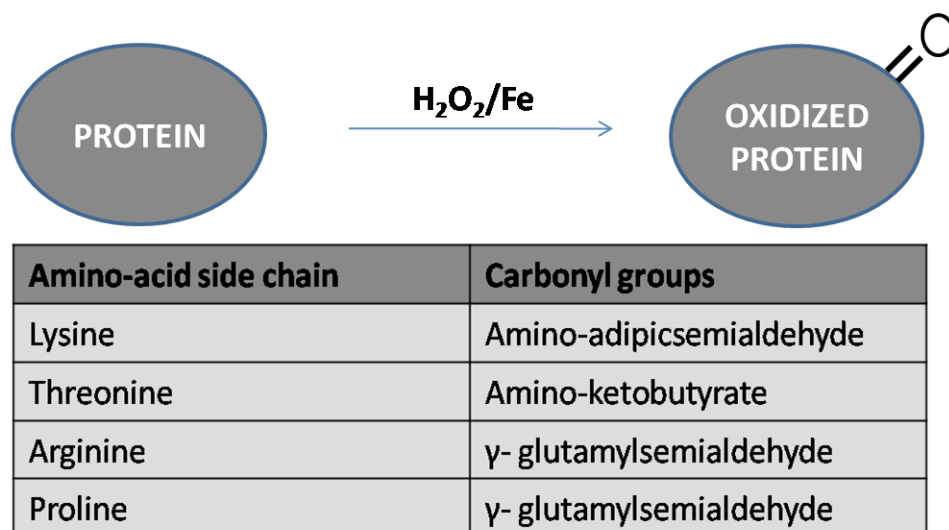 PROTEIN
H₂O₂/Fe
OXIDIZED
PROTEIN
O
Amino-acid side chain Carbonyl groups
Lysine Amino-adipicsemialdehyde
Threonine Amino-ketobutyrate
Arginine γ- glutamylsemialdehyde
Proline γ- glutamylsemialdehyde